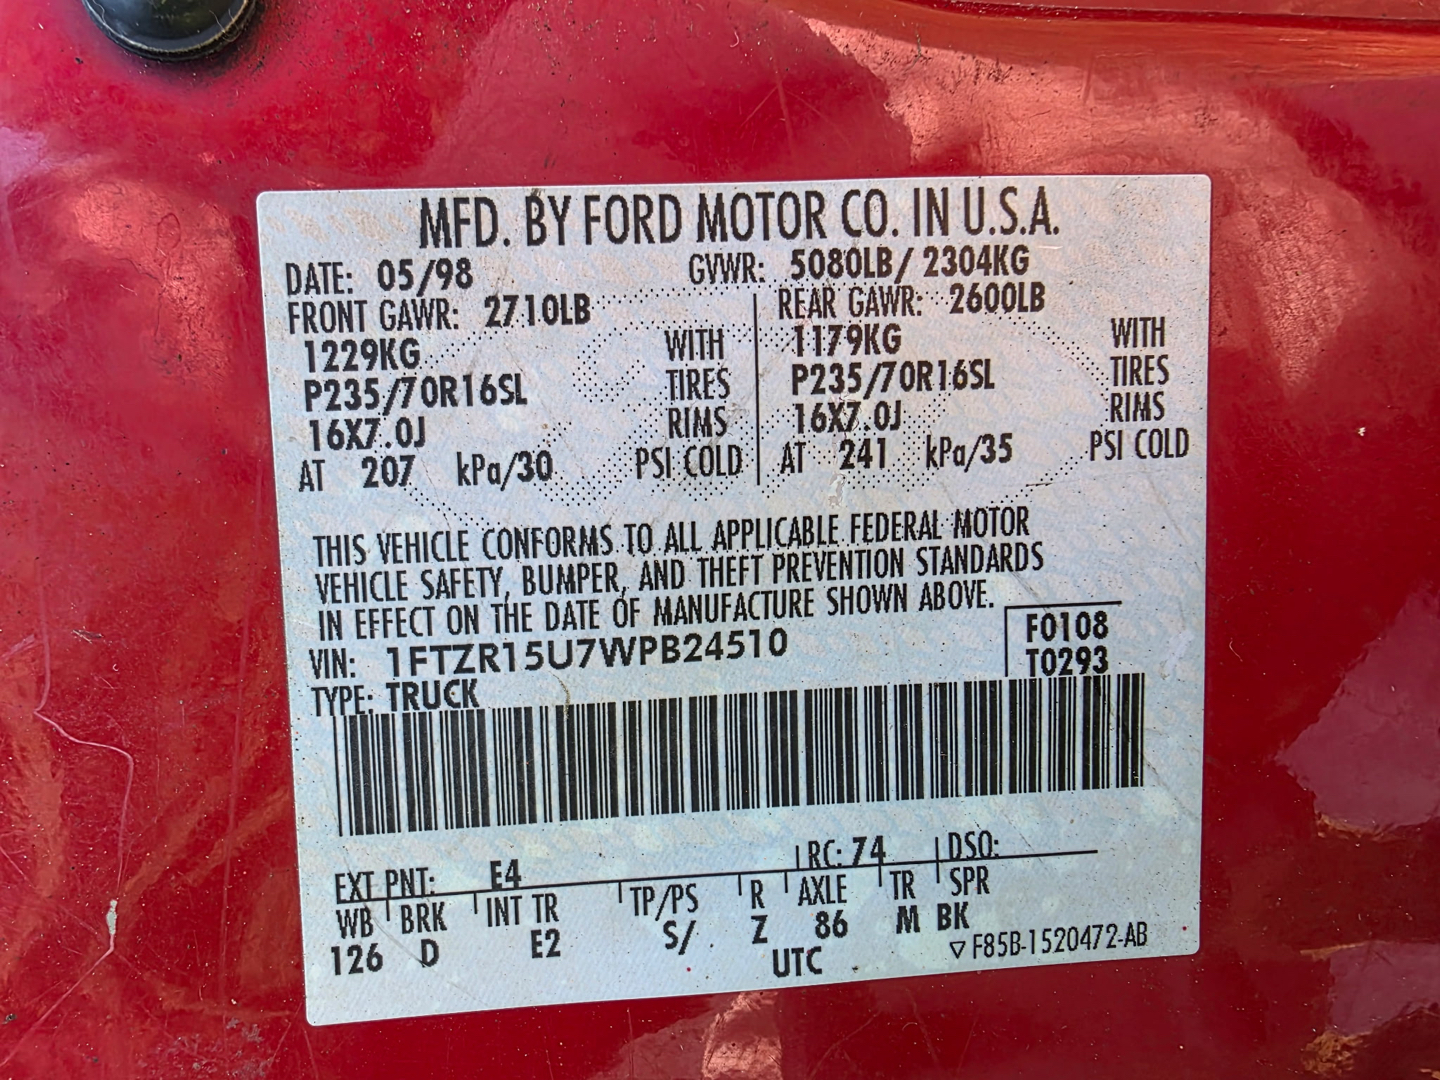 MFD. BY FORD MOTOR CO. IN U.S.A.
DATE: 05/98 GVWR: 5080LB/ 2304KG
FRONT GAWR: 2710LB REAR GAWR: 2600LB
1229KG WITH 1179KG WITH
P235/70R16SL TIRES P235/70R16SL TIRES
16X7.0J RIMS 16X7.0J RIMS
AT 207 kPa/30 PSI COLD AT 241 kPa/35 PSI COLD
THIS VEHICLE CONFORMS TO ALL APPLICABLE FEDERAL MOTOR
VEHICLE SAFETY, BUMPER, AND THEFT PREVENTION STANDARDS
IN EFFECT ON THE DATE OF MANUFACTURE SHOWN ABOVE.
VIN: 1FTZR15U7WPB24510 F0108
TYPE: TRUCK T0293
EXT PNT: E4 RC: 74 DSO:
WB BRK INT TR TP/PS R AXLE TR SPR
126 D E2 S/ Z 86 M BK
UTC ▽F85B-1520472-AB